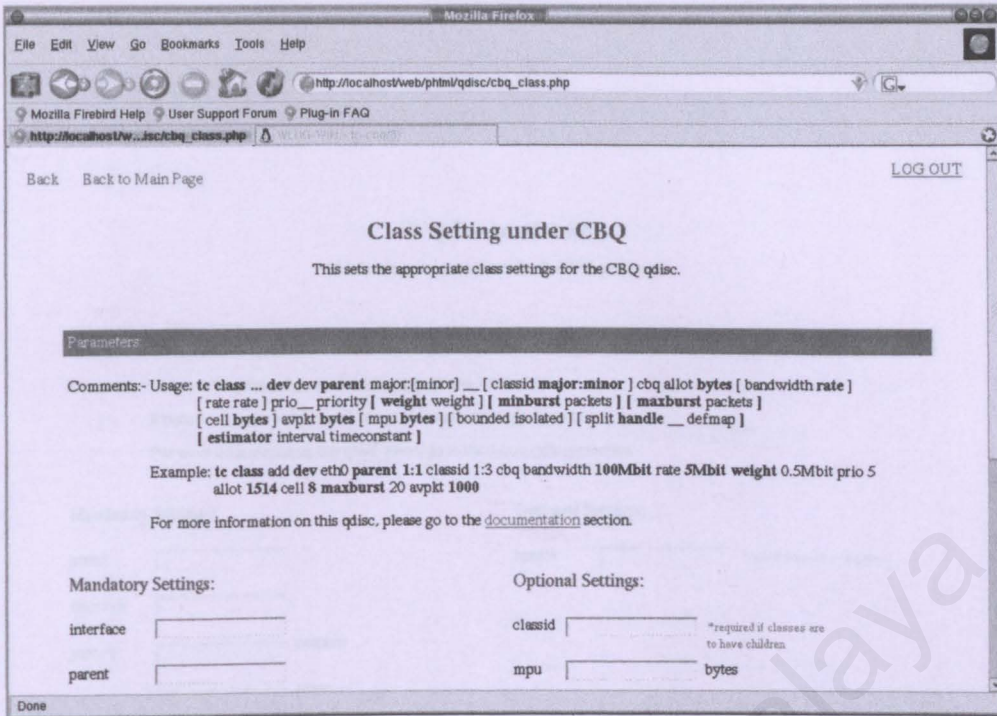 Mozilla Firefox
File Edit View Go Bookmarks Tools Help
http://localhost/web/phtml/qdisc/cbq_class.php
G
Mozilla Firebird Help User Support Forum Plug-in FAQ
http://localhost/w...isc/cbq_class.php
Back Back to Main Page LOG OUT
Class Setting under CBQ
This sets the appropriate class settings for the CBQ qdisc.
Parameters:
Comments:- Usage: tc class ... dev dev parent major:[minor] __ [ classid major:minor ] cbq allot bytes [ bandwidth rate ]
[ rate rate ] prio__ priority [ weight weight ] [ minburst packets ] [ maxburst packets ]
[ cell bytes ] avpkt bytes [ mpu bytes ] [ bounded isolated ] [ split handle __ defmap ]
[ estimator interval timeconstant ]
Example: tc class add dev eth0 parent 1:1 classid 1:3 cbq bandwidth 100Mbit rate 5Mbit weight 0.5Mbit prio 5
allot 1514 cell 8 maxburst 20 avpkt 1000
For more information on this qdisc, please go to the documentation section.
Mandatory Settings: Optional Settings:
interface classid *required if classes are
to have children
parent mpu bytes
Done
laya